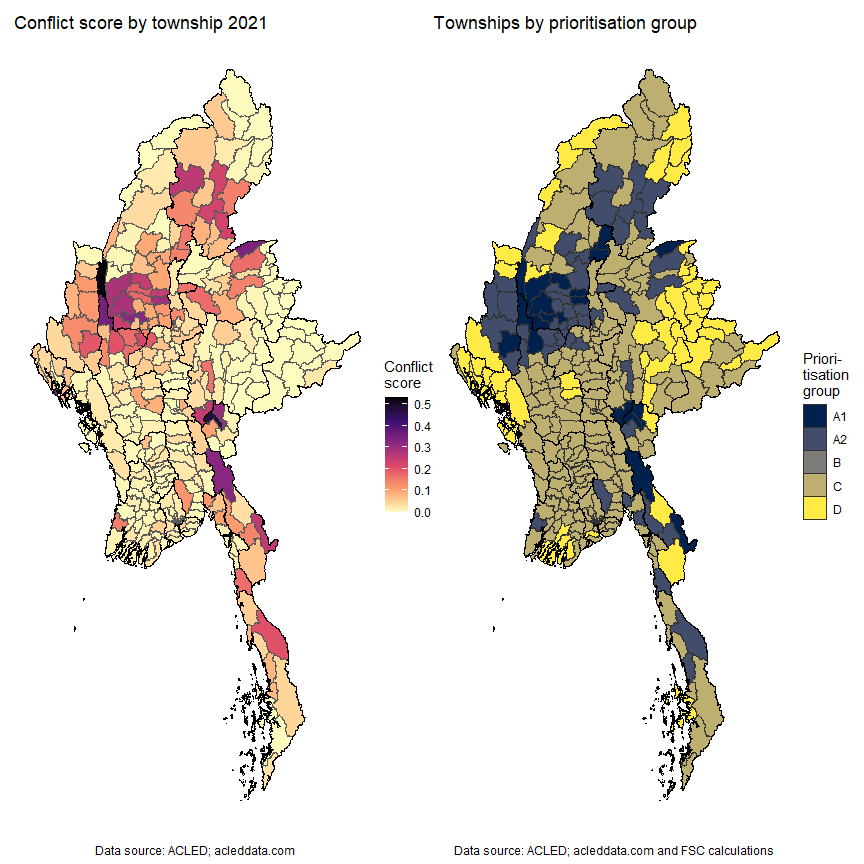 Conflict score by township 2021
Townships by prioritisation group
Conflict
score
0.5
0.4
0.3
0.2
0.1
0.0
Priori-
tisation
group
A1
A2
B
C
D
Data source: ACLED; acleddata.com
Data source: ACLED; acleddata.com and FSC calculations